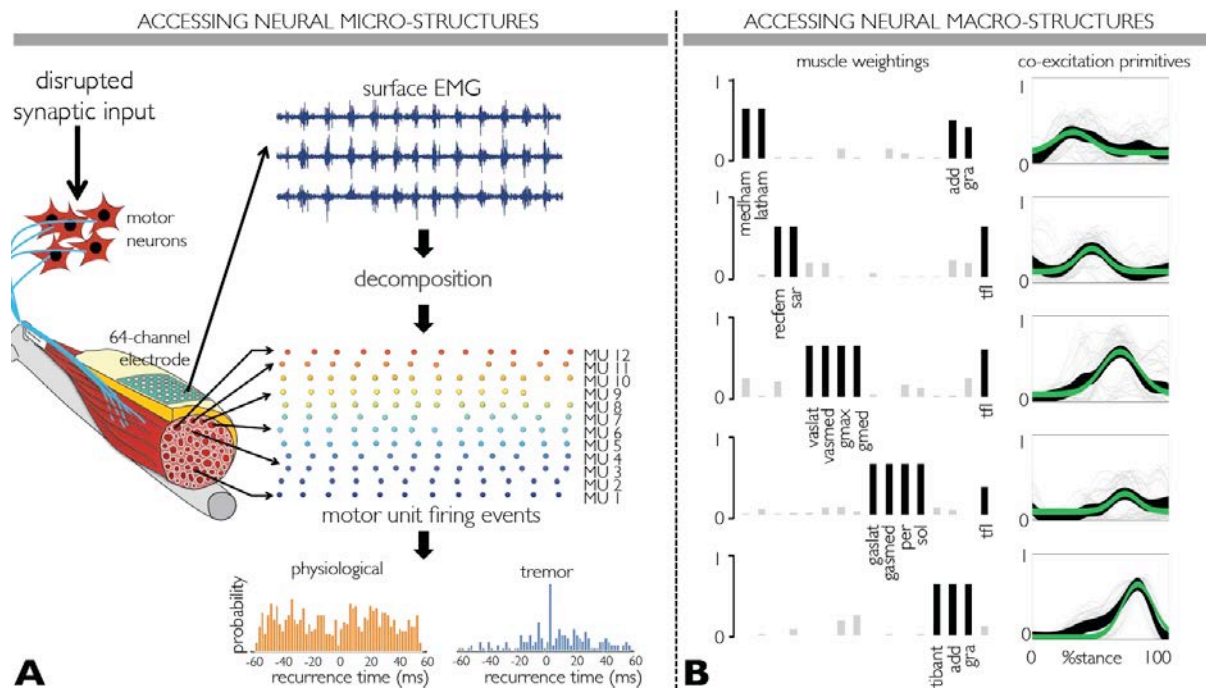 ACCESSING NEURAL MICRO-STRUCTURES
disrupted
synaptic input
motor
neurons
64-channel
electrode
surface EMG
decomposition
MU 12
MU 11
MU 10
MU 9
MU 8
MU 7
MU 6
MU 5
MU 4
MU 3
MU 2
MU 1
motor unit firing events
physiological
tremor
probability
-60 -40 -20 0 20 40 60
recurrence time (ms)
-60 -40 -20 0 20 40 60
recurrence time (ms)
A
ACCESSING NEURAL MACRO-STRUCTURES
muscle weightings
co-excitation primitives
1
0
medham
latham
add
gra
1
0
1
0
recfem
sar
tfl
1
0
1
0
vaslat
vasmed
gmax
gmed
tfl
1
0
1
0
gaslat
gasmed
per
sol
tfl
1
0
1
0
tibant
add
gra
1
0
0 %stance 100
B